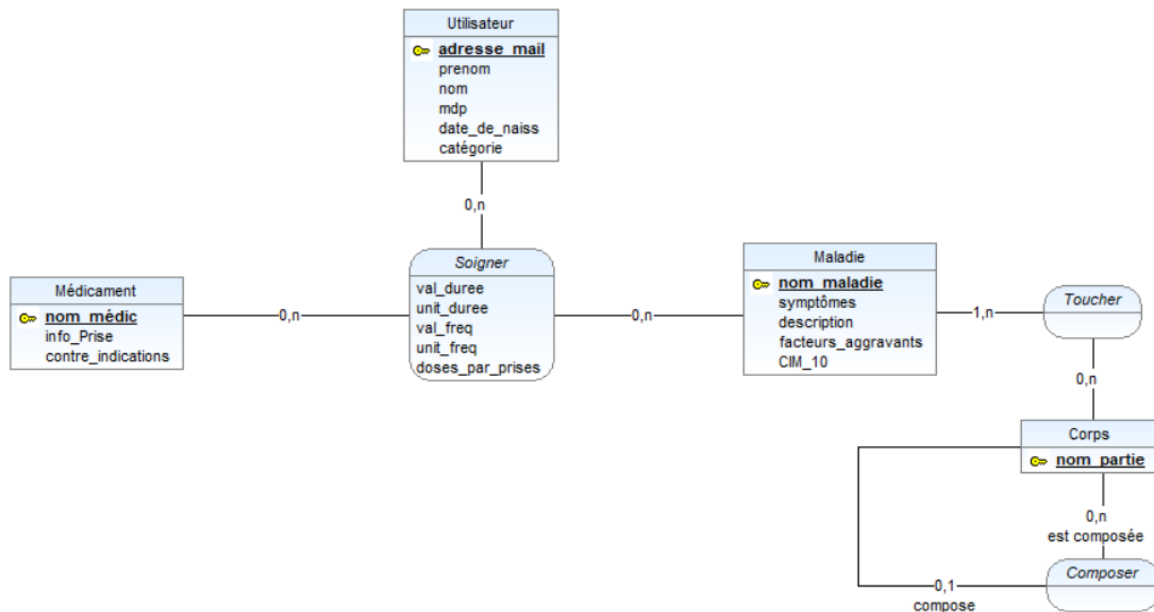 Utilisateur
adresse_mail
prenom
nom
mdp
date_de_naiss
catégorie
0,n
Soigner
val_duree
unit_duree
val_freq
unit_freq
doses_par_prises
Médicament
nom_médic
info_Prise
contre_indications
0,n
0,n
Maladie
nom_maladie
symptômes
description
facteurs_aggravants
CIM_10
1,n
Toucher
0,n
Corps
nom_partie
0,n
est composée
Composer
0,1
compose